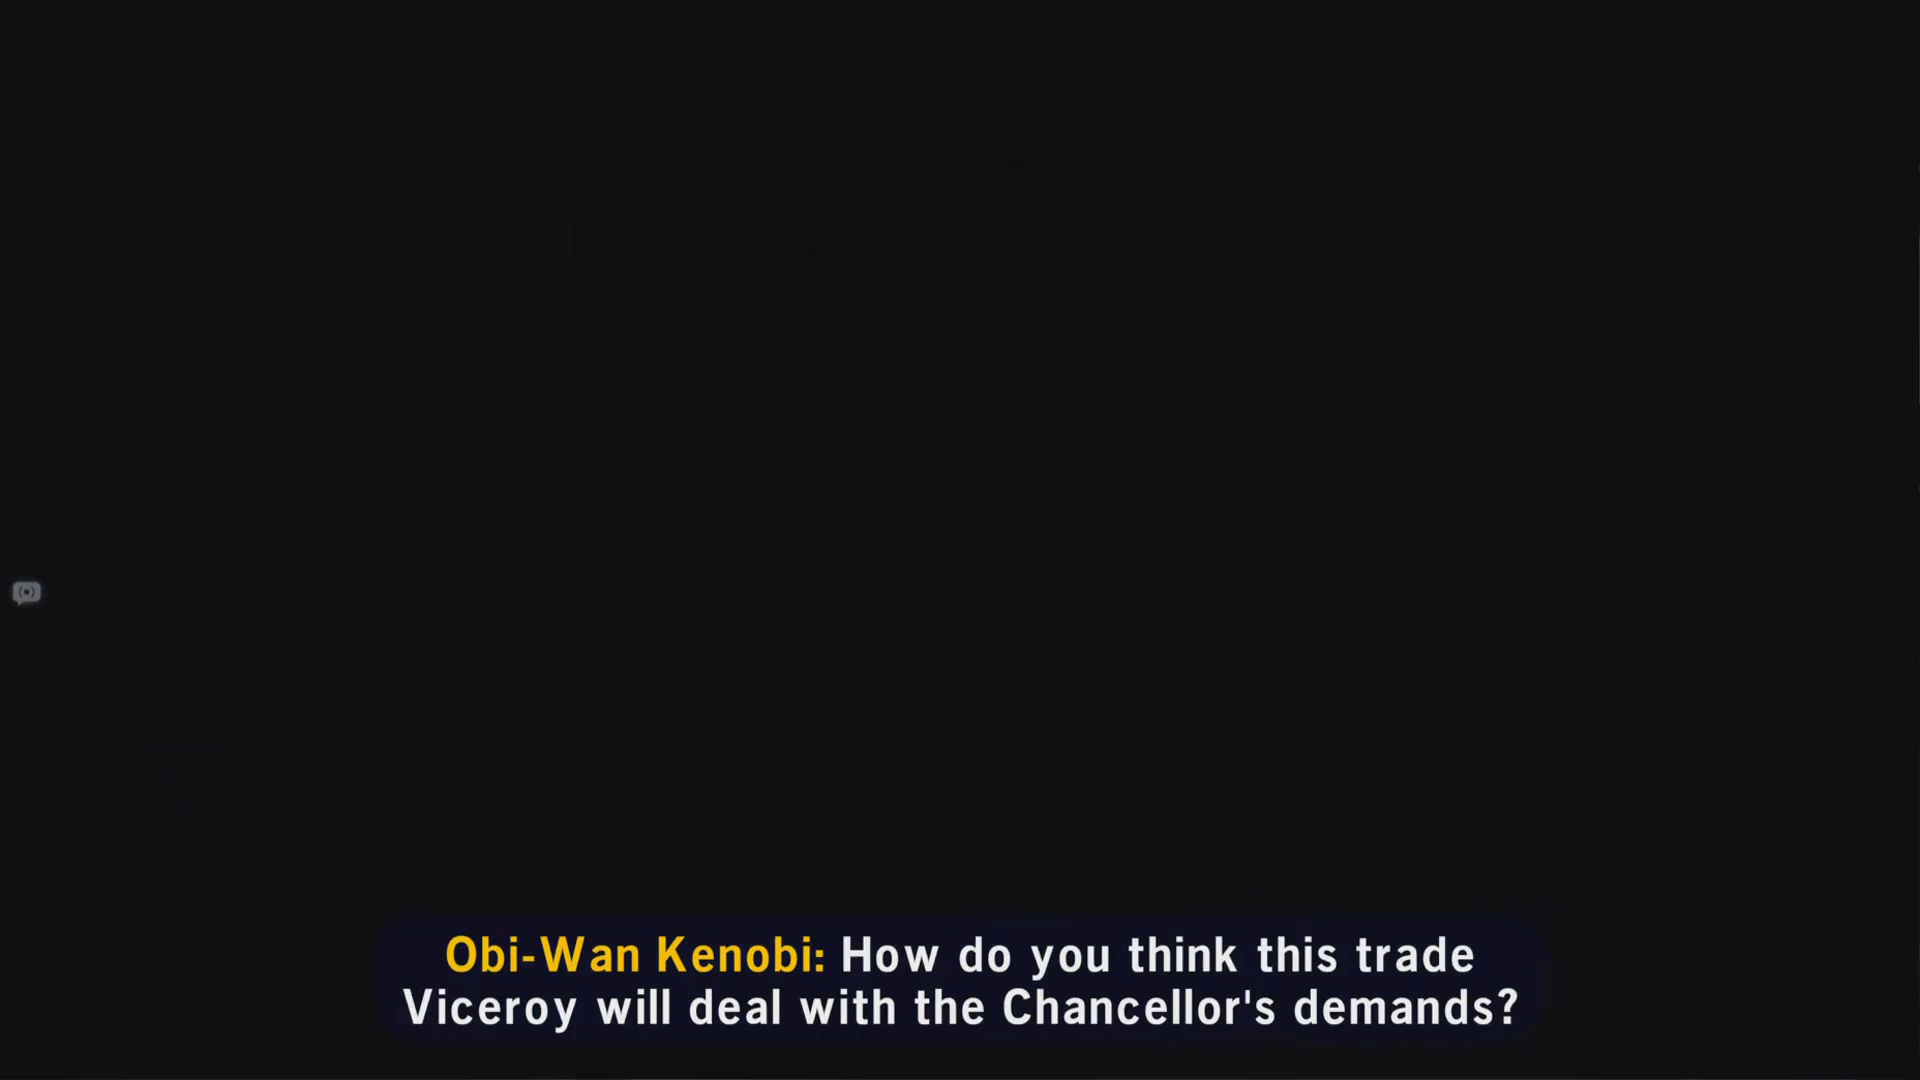 Obi-Wan Kenobi: How do you think this trade
Viceroy will deal with the Chancellor's demands?